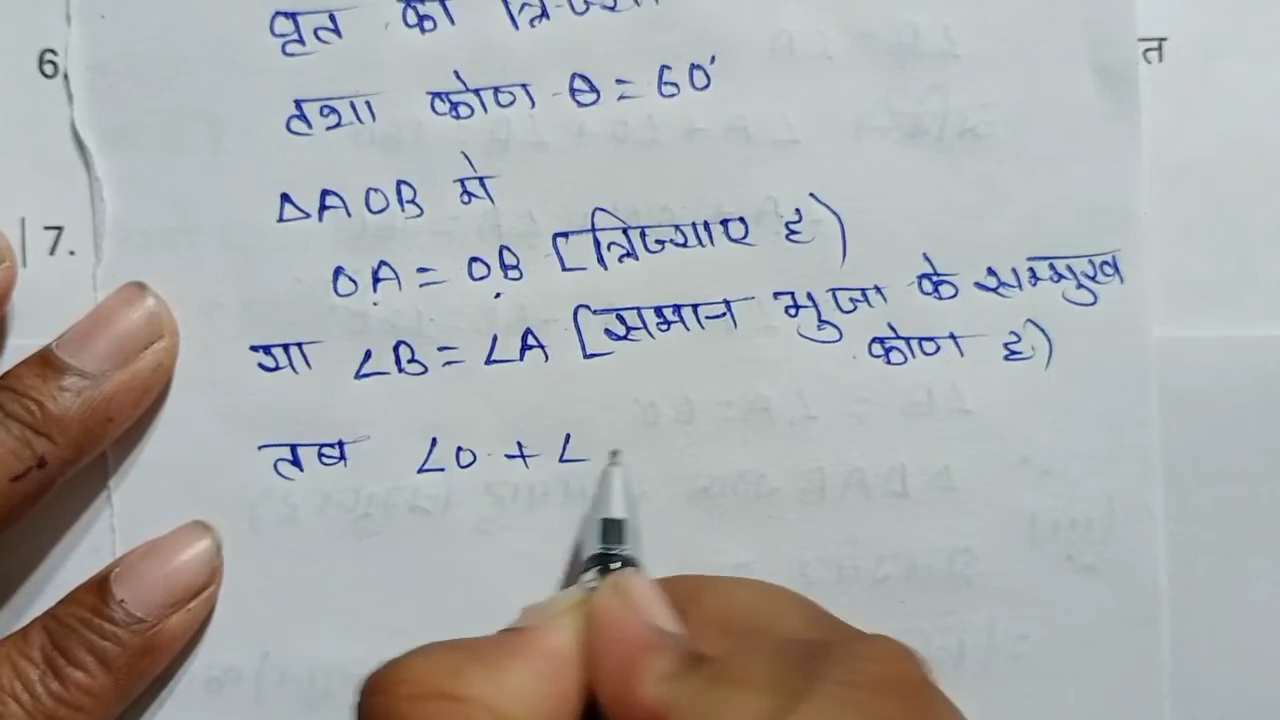 वृत की त्रिज्या
6.
त
तथा कोण θ = 60°
ΔAOB मे
7.
OA = OB [त्रिज्याए है)
या ∠B = ∠A [समान भुजा के सम्मुख
कोण है)
तब ∠O + ∠